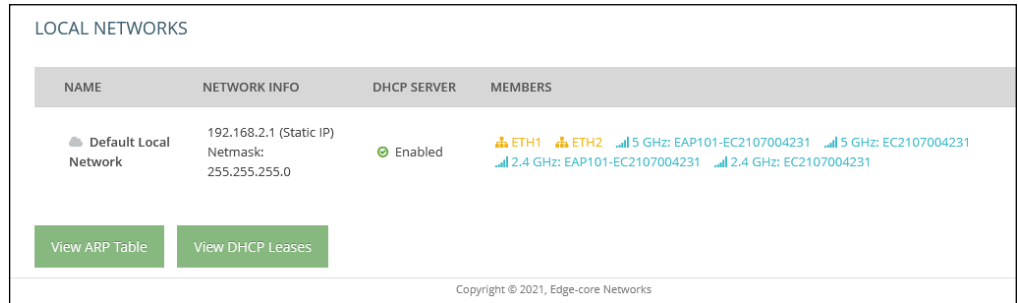 LOCAL NETWORKS
NAME NETWORK INFO DHCP SERVER MEMBERS
Default Local
Network
192.168.2.1 (Static IP)
Netmask:
255.255.255.0
Enabled
ETH1 ETH2 5 GHz: EAP101-EC2107004231 5 GHz: EC2107004231
2.4 GHz: EAP101-EC2107004231 2.4 GHz: EC2107004231
View ARP Table View DHCP Leases
Copyright © 2021, Edge-core Networks